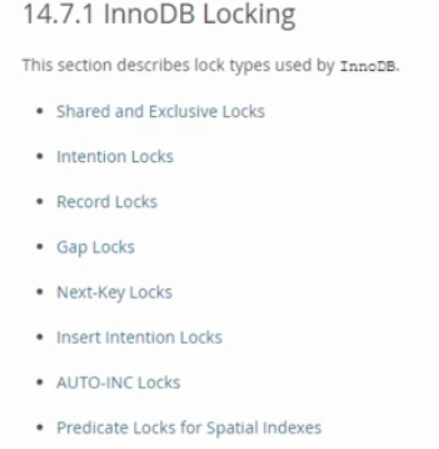 14.7.1 InnoDB Locking
This section describes lock types used by InnoDB.
• Shared and Exclusive Locks
• Intention Locks
• Record Locks
• Gap Locks
• Next-Key Locks
• Insert Intention Locks
• AUTO-INC Locks
• Predicate Locks for Spatial Indexes